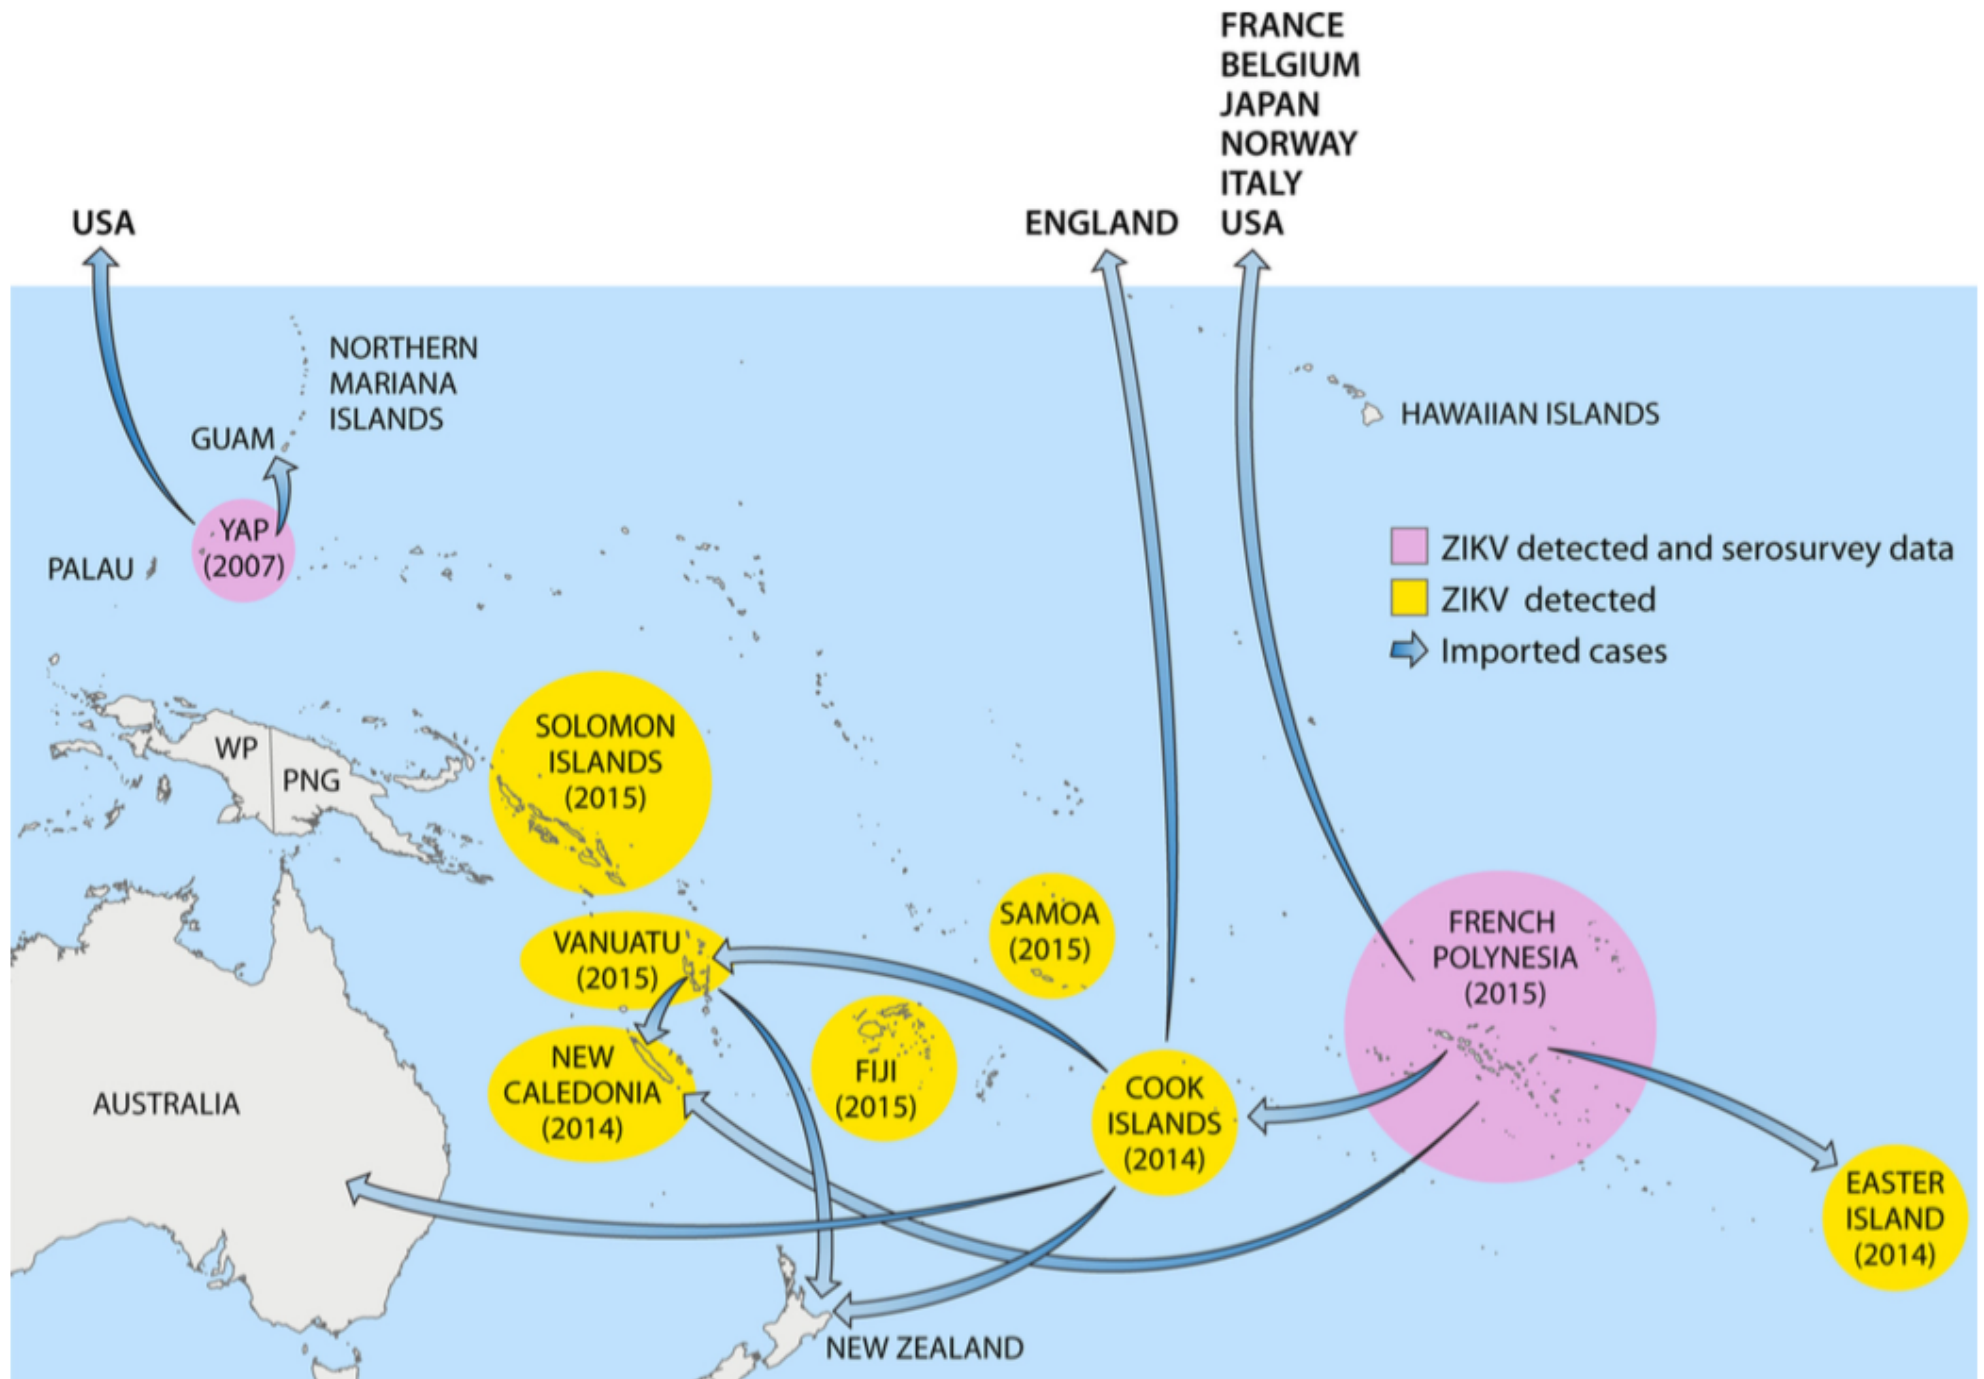 FRANCE
BELGIUM
JAPAN
NORWAY
ITALY
USA
ENGLAND
USA
NORTHERN
MARIANA
ISLANDS
GUAM
HAWAIIAN ISLANDS
YAP
(2007)
PALAU
ZIKV detected and serosurvey data
ZIKV detected
Imported cases
SOLOMON
ISLANDS
(2015)
WP
PNG
SAMOA
(2015)
FRENCH
POLYNESIA
(2015)
VANUATU
(2015)
NEW
CALEDONIA
(2014)
FIJI
(2015)
COOK
ISLANDS
(2014)
AUSTRALIA
EASTER
ISLAND
(2014)
NEW ZEALAND